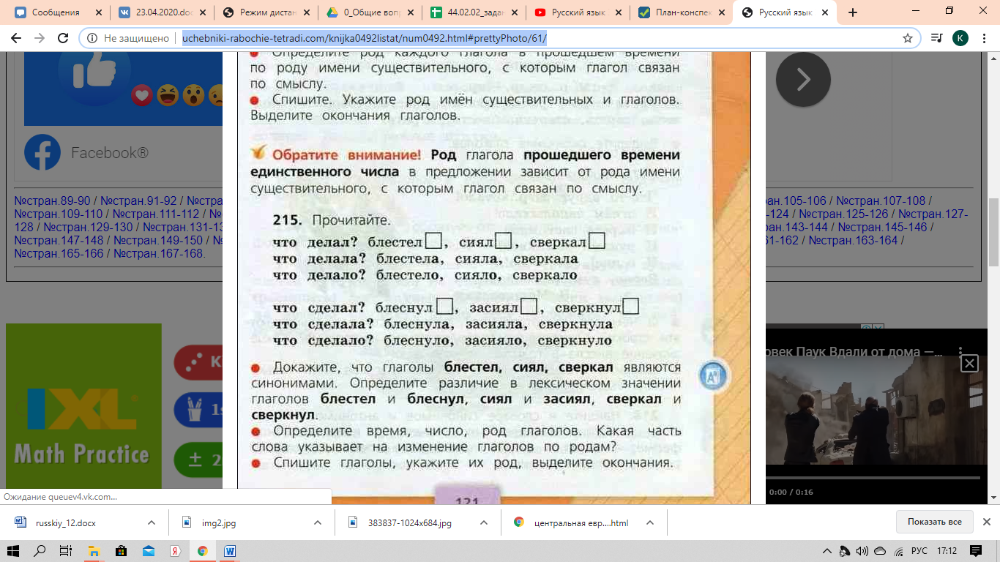 Сообщения
23.04.2020.doc
Режим дистан
0_Общие вопр
44.02.02_задан
Русский язык
План-конспек
Русский язык
Не защищено
uchebniki-rabochie-tetradi.com/knijka0492listat/num0492.html#prettyPhoto/61/
К
Facebook®
№стран.89-90 / №стран.91-92 / №стра
№стран.109-110 / №стран.111-112 / №
128 / №стран.129-130 / №стран.131-13
№стран.147-148 / №стран.149-150 / №
№стран.165-166 / №стран.167-168.
ан.105-106 / №стран.107-108 /
-124 / №стран.125-126 / №стран.127-
н.143-144 / №стран.145-146 /
61-162 / №стран.163-164 /
IXL
Math Practice
K
1s
± 2
Определите род каждого глагола в прошедшем времени
по роду имени существительного, с которым глагол связан
по смыслу.
Спишите. Укажите род имён существительных и глаголов.
Выделите окончания глаголов.
Обратите внимание! Род глагола прошедшего времени
единственного числа в предложении зависит от рода имени
существительного, с которым глагол связан по смыслу.
215. Прочитайте.
что делал? блестел, сиял, сверкал
что делала? блестела, сияла, сверкала
что делало? блестело, сияло, сверкало
что сделал? блеснул, засиял, сверкнул
что сделала? блеснула, засияла, сверкнула
что сделало? блеснуло, засияло, сверкнуло
Докажите, что глаголы блестел, сиял, сверкал являются
синонимами. Определите различие в лексическом значении
глаголов блестел и блеснул, сиял и засиял, сверкал и
сверкнул.
Определите время, число, род глаголов. Какая часть
слова указывает на изменение глаголов по родам?
Спишите глаголы, укажите их род, выделите окончания.
121
овек Паук Вдали от дома —...
0:00 / 0:16
Ожидание queuev4.vk.com...
russkiy_12.docx
img2.jpg
383837-1024x684.jpg
центральная евр....html
Показать все
РУС
17:12